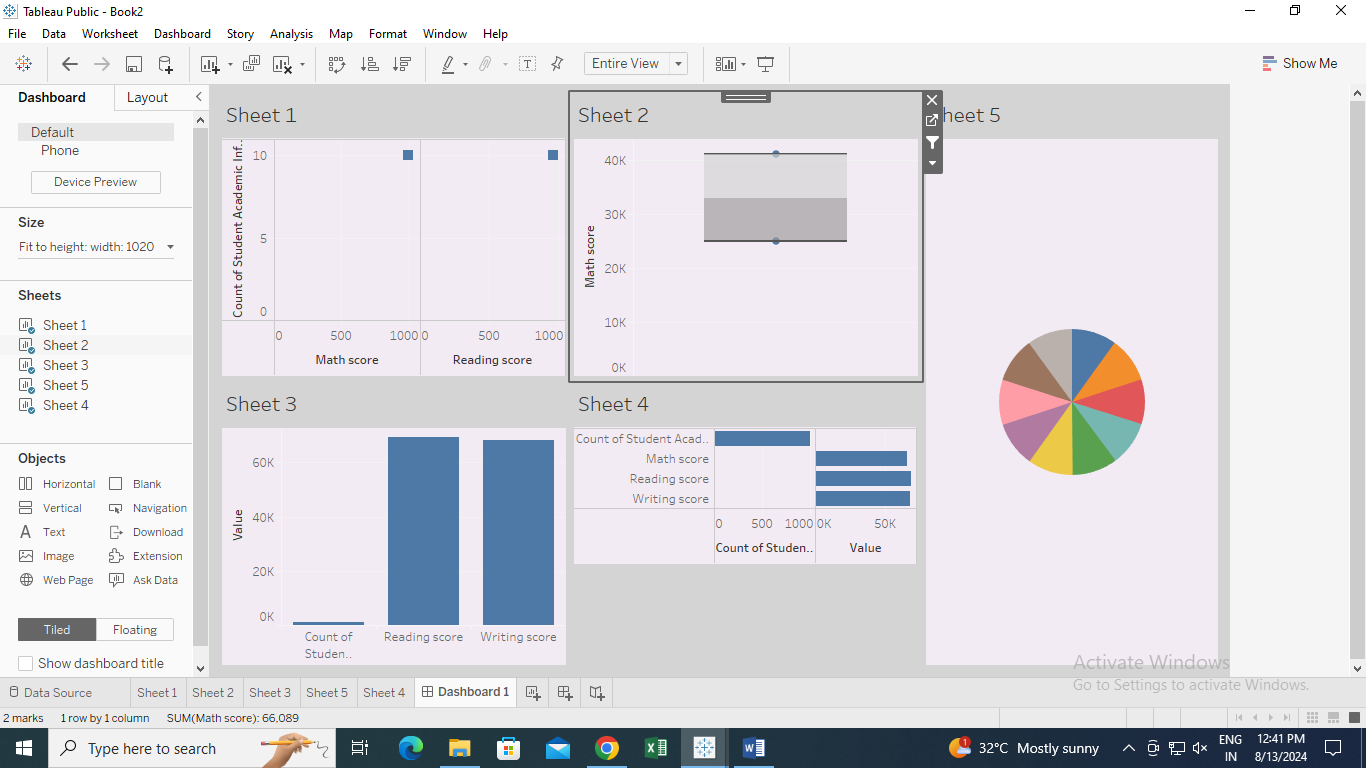 Tableau Public - Book2
File Data Worksheet Dashboard Story Analysis Map Format Window Help
Entire View
Show Me
Dashboard Layout
Default
Phone
Device Preview
Size
Fit to height: width: 1020
Sheets
Sheet 1
Sheet 2
Sheet 3
Sheet 5
Sheet 4
Objects
Horizontal Blank
Vertical Navigation
Text Download
Image Extension
Web Page Ask Data
Tiled Floating
Show dashboard title
Sheet 1
Count of Student Academic Inf..
10
5
0
0 500 1000 0 500 1000
Math score Reading score
Sheet 2
Math score
40K
30K
20K
10K
0K
heet 5
Sheet 3
Value
60K
40K
20K
0K
Count of Reading score Writing score
Studen..
Sheet 4
Count of Student Acad..
Math score
Reading score
Writing score
0 500 1000 0K 50K
Count of Studen.. Value
Activate Windows
Go to Settings to activate Windows.
Data Source Sheet 1 Sheet 2 Sheet 3 Sheet 5 Sheet 4 Dashboard 1
2 marks 1 row by 1 column SUM(Math score): 66,089
Type here to search
1 32°C Mostly sunny
ENG 12:41 PM
IN 8/13/2024